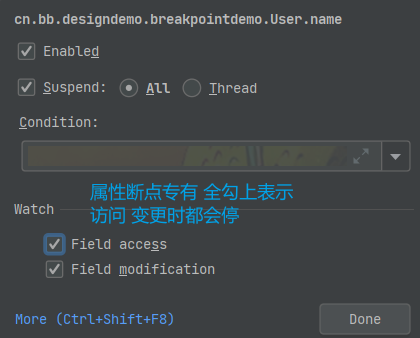 cn.bb.designdemo.breakpointdemo.User.name
Enabled
Suspend: All Thread
Condition:
属性断点专有 全勾上表示
访问 变更时都会停
Watch
Field access
Field modification
More (Ctrl+Shift+F8) Done